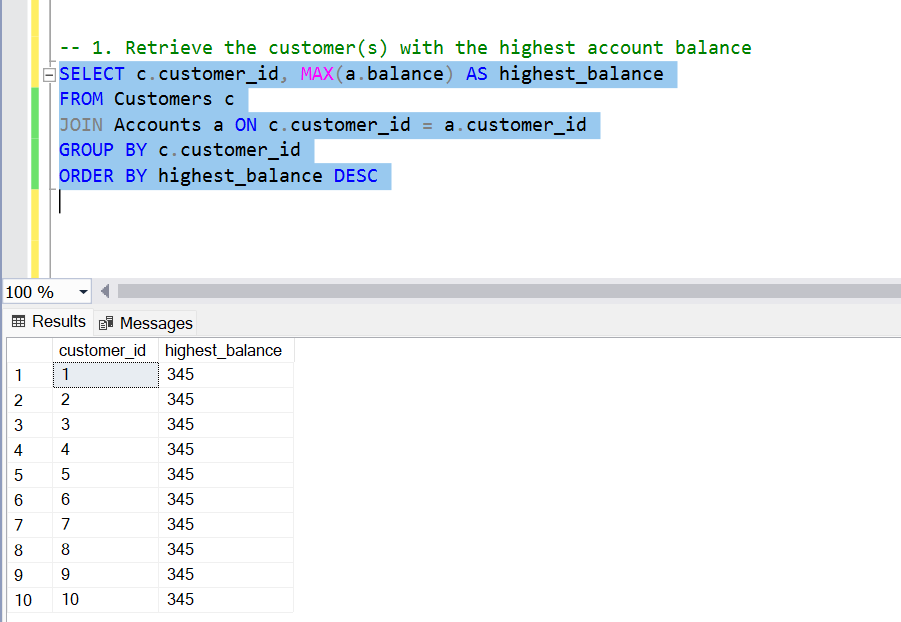 -- 1. Retrieve the customer(s) with the highest account balance
SELECT c.customer_id, MAX(a.balance) AS highest_balance
FROM Customers c
JOIN Accounts a ON c.customer_id = a.customer_id
GROUP BY c.customer_id
ORDER BY highest_balance DESC
100 %
Results Messages
customer_id highest_balance
1 1 345
2 2 345
3 3 345
4 4 345
5 5 345
6 6 345
7 7 345
8 8 345
9 9 345
10 10 345